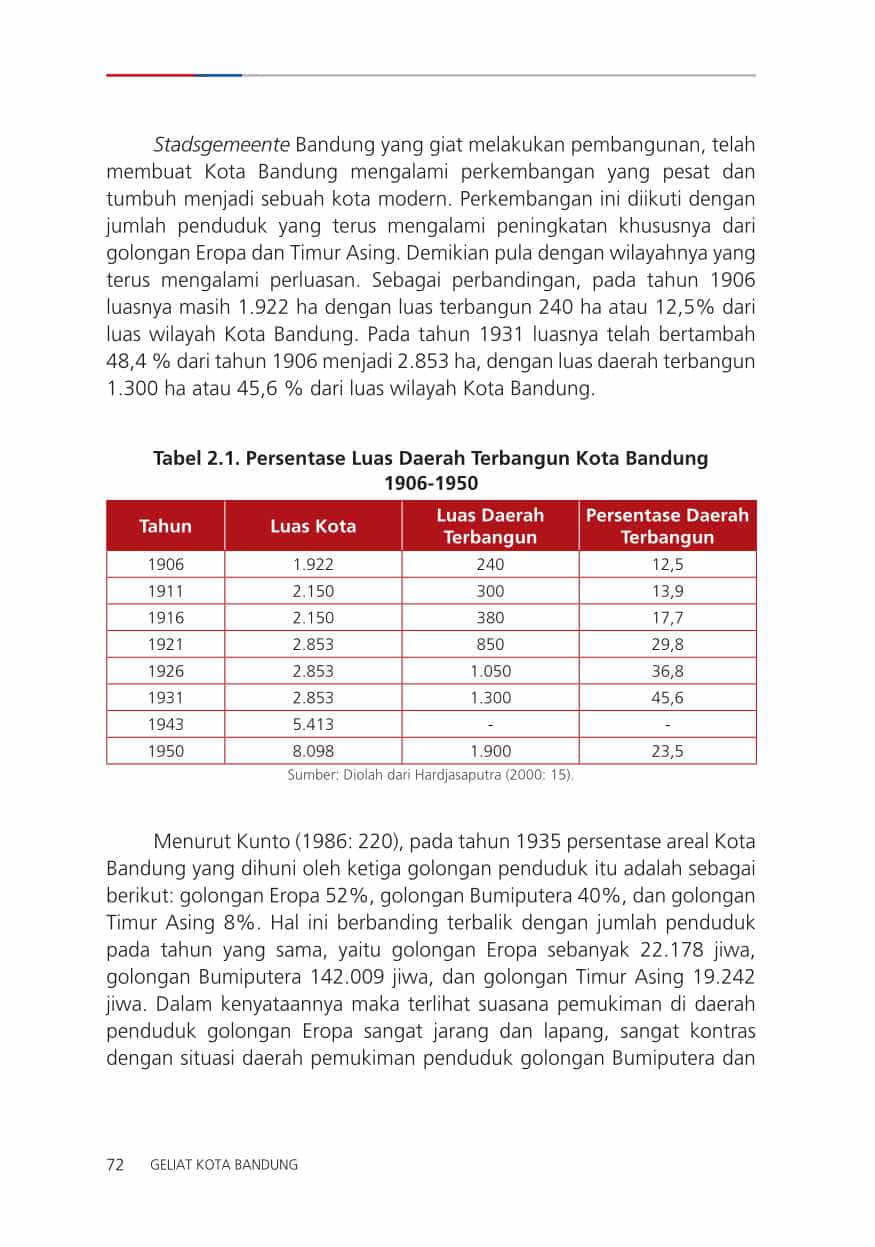 Stadsgemeente Bandung yang giat melakukan pembangunan, telah
membuat Kota Bandung mengalami perkembangan yang pesat dan
tumbuh menjadi sebuah kota modern. Perkembangan ini diikuti dengan
jumlah penduduk yang terus mengalami peningkatan khususnya dari
golongan Eropa dan Timur Asing. Demikian pula dengan wilayahnya yang
terus mengalami perluasan. Sebagai perbandingan, pada tahun 1906
luasnya masih 1.922 ha dengan luas terbangun 240 ha atau 12,5% dari
luas wilayah Kota Bandung. Pada tahun 1931 luasnya telah bertambah
48,4 % dari tahun 1906 menjadi 2.853 ha, dengan luas daerah terbangun
1.300 ha atau 45,6 % dari luas wilayah Kota Bandung.
Tabel 2.1. Persentase Luas Daerah Terbangun Kota Bandung
1906-1950
Tahun Luas Kota Luas Daerah Terbangun Persentase Daerah Terbangun
1906 1.922 240 12,5
1911 2.150 300 13,9
1916 2.150 380 17,7
1921 2.853 850 29,8
1926 2.853 1.050 36,8
1931 2.853 1.300 45,6
1943 5.413 - -
1950 8.098 1.900 23,5
Sumber: Diolah dari Hardjasaputra (2000: 15).
Menurut Kunto (1986: 220), pada tahun 1935 persentase areal Kota
Bandung yang dihuni oleh ketiga golongan penduduk itu adalah sebagai
berikut: golongan Eropa 52%, golongan Bumiputera 40%, dan golongan
Timur Asing 8%. Hal ini berbanding terbalik dengan jumlah penduduk
pada tahun yang sama, yaitu golongan Eropa sebanyak 22.178 jiwa,
golongan Bumiputera 142.009 jiwa, dan golongan Timur Asing 19.242
jiwa. Dalam kenyataannya maka terlihat suasana pemukiman di daerah
penduduk golongan Eropa sangat jarang dan lapang, sangat kontras
dengan situasi daerah pemukiman penduduk golongan Bumiputera dan
72 GELIAT KOTA BANDUNG